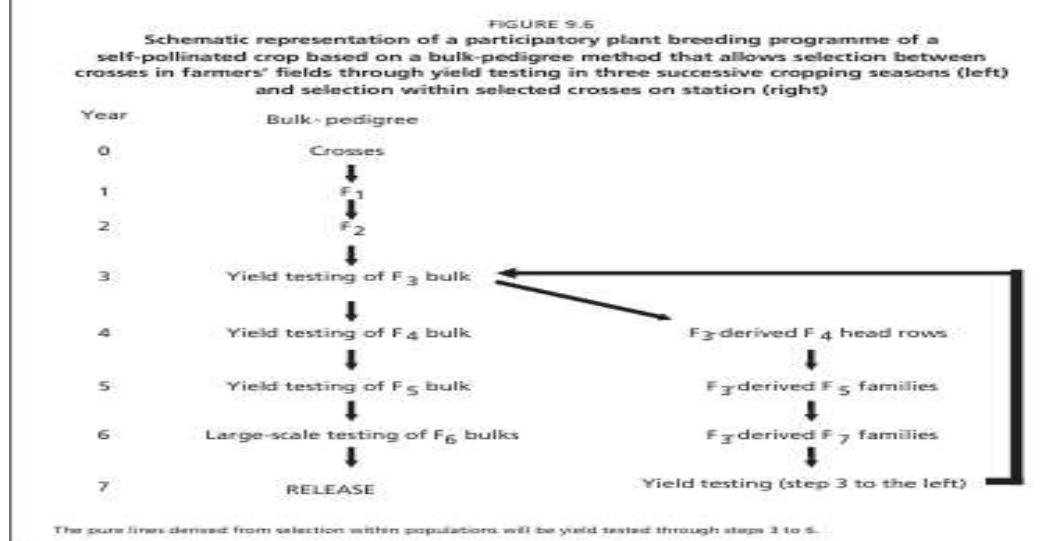 FIGURE 9.6
Schematic representation of a participatory plant breeding programme of a
self-pollinated crop based on a bulk-pedigree method that allows selection between
crosses in farmers' fields through yield testing in three successive cropping seasons (left)
and selection within selected crosses on station (right)
Year Bulk-pedigree
0 Crosses
1 F1
2 F2
3 Yield testing of F3 bulk
4 Yield testing of F4 bulk F3-derived F4 head rows
5 Yield testing of F5 bulk F3-derived F5 families
6 Large-scale testing of F6 bulks F3-derived F7 families
7 RELEASE Yield testing (step 3 to the left)
The pure lines derived from selection within populations will be yield tested through steps 3 to 6.